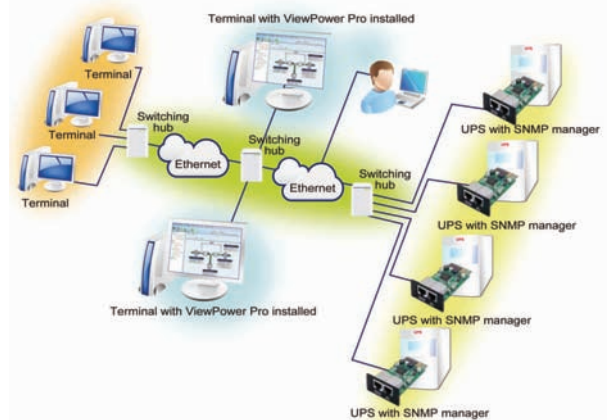 Terminal with ViewPower Pro installed
Terminal
Terminal
Terminal
Switching
hub
Ethernet
Switching
hub
Ethernet
Switching
hub
UPS with SNMP manager
UPS with SNMP manager
UPS with SNMP manager
UPS with SNMP manager
Terminal with ViewPower Pro installed